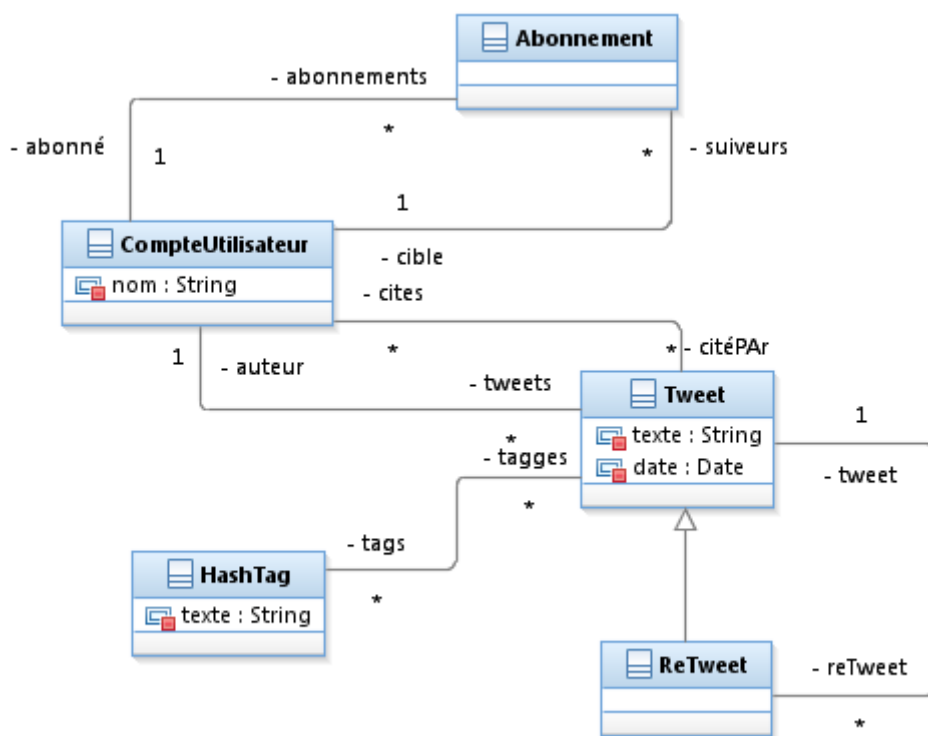 Abonnement
- abonnements
*
- abonné
1
*
- suiveurs
1
CompteUtilisateur
- cible
nom : String
- cites
*
* - citéPAr
1
- auteur
- tweets
Tweet
*
texte : String
1
- tagges
date : Date
- tweet
*
- tags
HashTag
*
texte : String
ReTweet
- reTweet
*